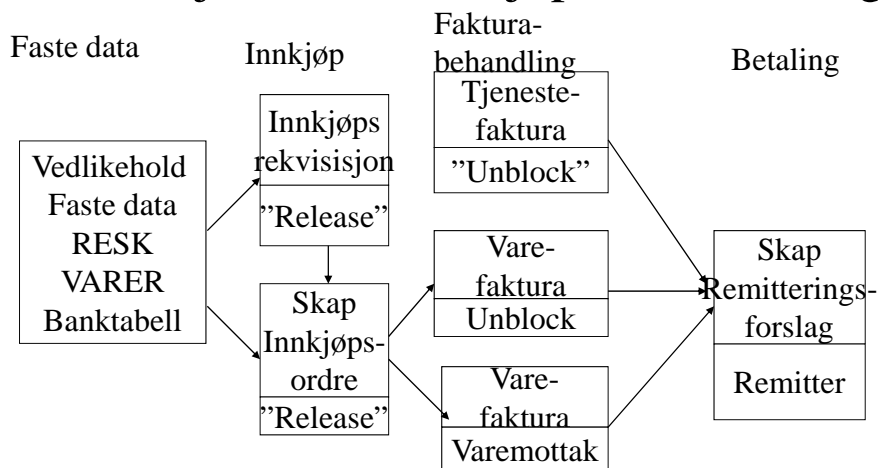 Faste data
Innkjøp
Faktura-
behandling
Betaling
Vedlikehold
Faste data
RESK
VARER
Banktabell
Innkjøps
rekvisisjon
”Release”
Skap
Innkjøps-
ordre
”Release”
Tjeneste-
faktura
”Unblock”
Vare-
faktura
Unblock
Vare-
faktura
Varemottak
Skap
Remitterings-
forslag
Remitter